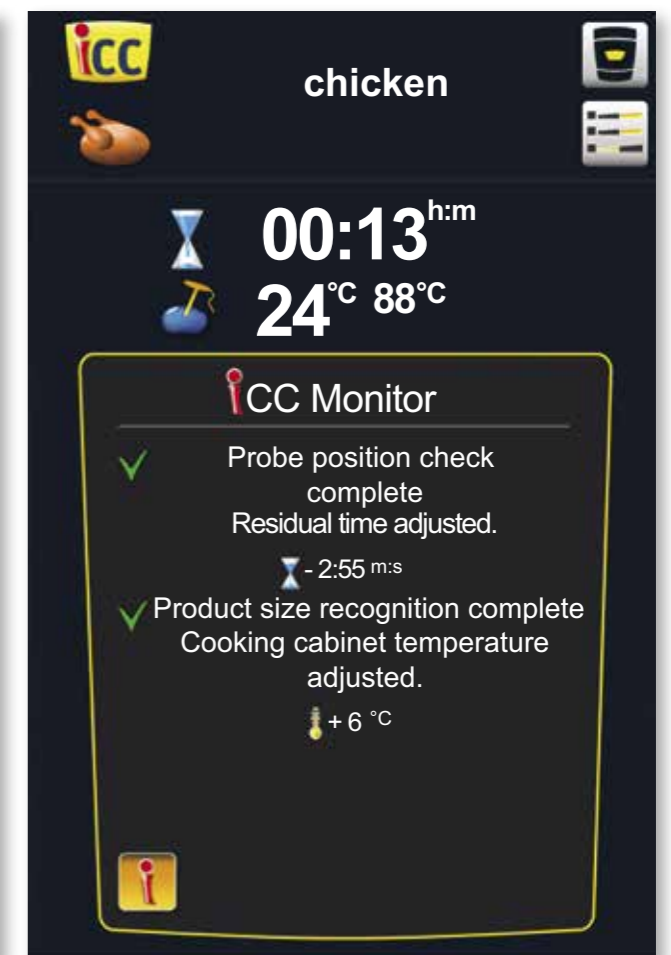 iCC
chicken
00:13 h:m
24 °C 88 °C
iCC Monitor
Probe position check
complete
Residual time adjusted.
- 2:55 m:s
Product size recognition complete
Cooking cabinet temperature
adjusted.
+ 6 °C
i